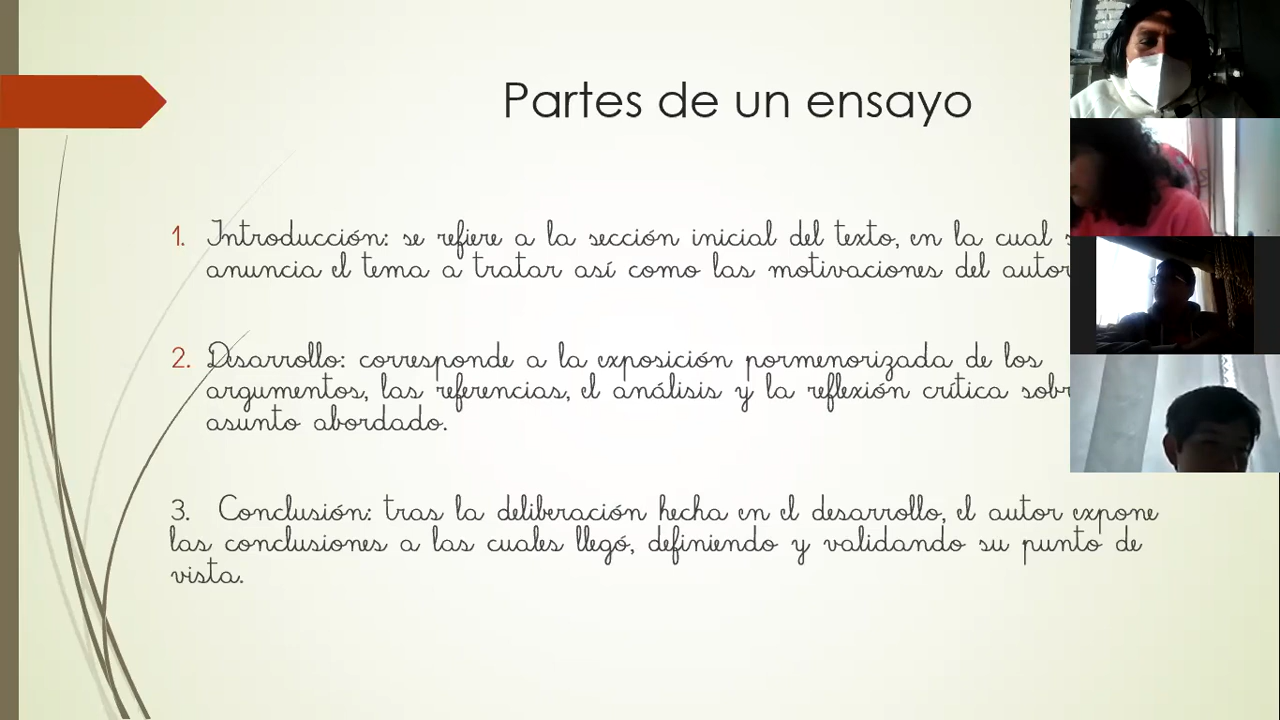 Partes de un ensayo
1. Introducción: se refiere a la sección inicial del texto, en la cual
anuncia el tema a tratar así como las motivaciones del autor
2. Desarrollo: corresponde a la exposición pormenorizada de los
argumentos, las referencias, el análisis y la reflexión crítica
asunto abordado.
3. Conclusión: tras la deliberación hecha en el desarrollo, el autor expone
las conclusiones a las cuales llegó, definiendo y validando su punto de
vista.